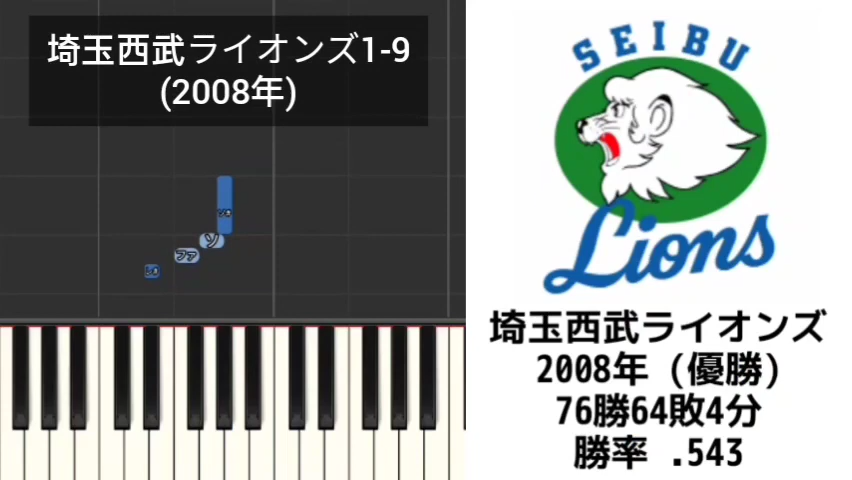 埼玉西武ライオンズ1-9
(2008年)
ソ
ファ
SEIBU
Lions
埼玉西武ライオンズ
2008年 (優勝)
76勝64敗4分
勝率 .543